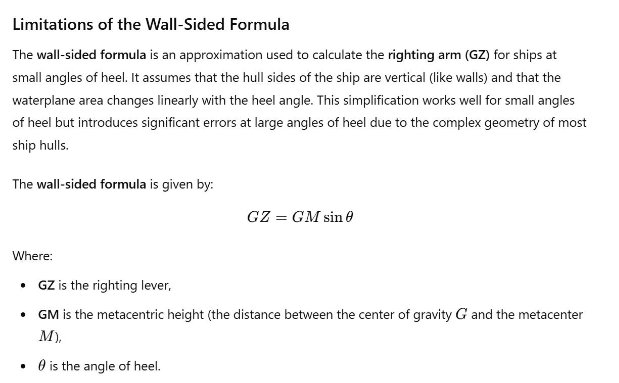 Limitations of the Wall-Sided Formula
The wall-sided formula is an approximation used to calculate the righting arm (GZ) for ships at
small angles of heel. It assumes that the hull sides of the ship are vertical (like walls) and that the
waterplane area changes linearly with the heel angle. This simplification works well for small angles
of heel but introduces significant errors at large angles of heel due to the complex geometry of most
ship hulls.
The wall-sided formula is given by:
GZ = GM sin θ
Where:
• GZ is the righting lever,
• GM is the metacentric height (the distance between the center of gravity G and the metacenter
M),
• θ is the angle of heel.